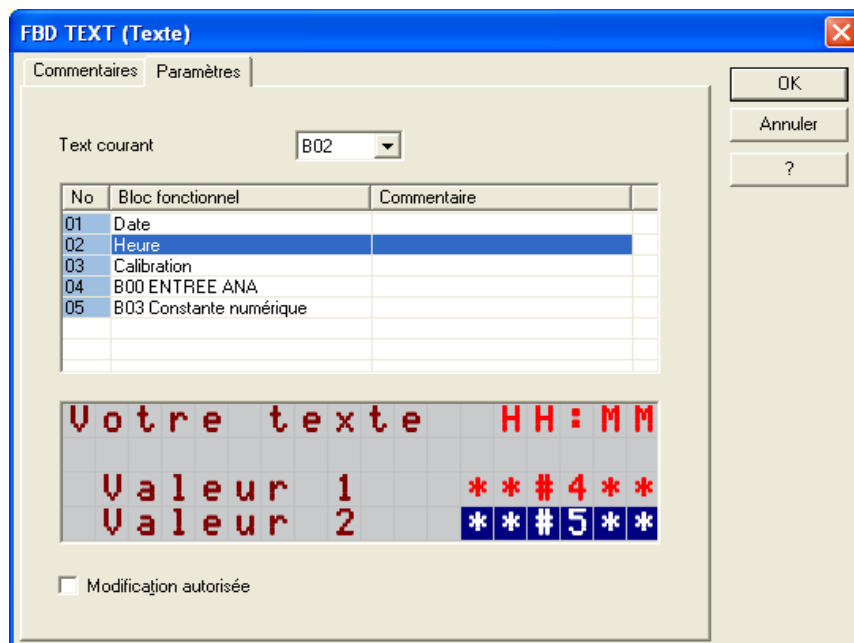 FBD TEXT (Texte)
Commentaires Paramètres
OK
Annuler
?
Text courant B02
No Bloc fonctionnel Commentaire
01 Date
02 Heure
03 Calibration
04 B00 ENTREE ANA
05 B03 Constante numérique
Votre texte HH:MM
Valeur 1 **#4**
Valeur 2 **#5**
Modification autorisée